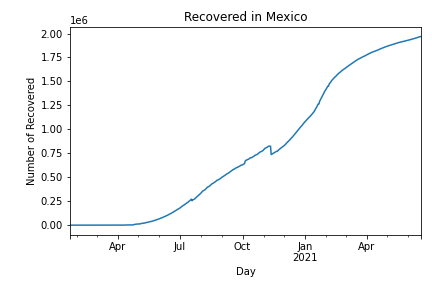 Recovered in Mexico
1e6
2.00
1.75
1.50
1.25
1.00
0.75
0.50
0.25
0.00
Number of Recovered
Apr Jul Oct Jan Apr
2021
Day